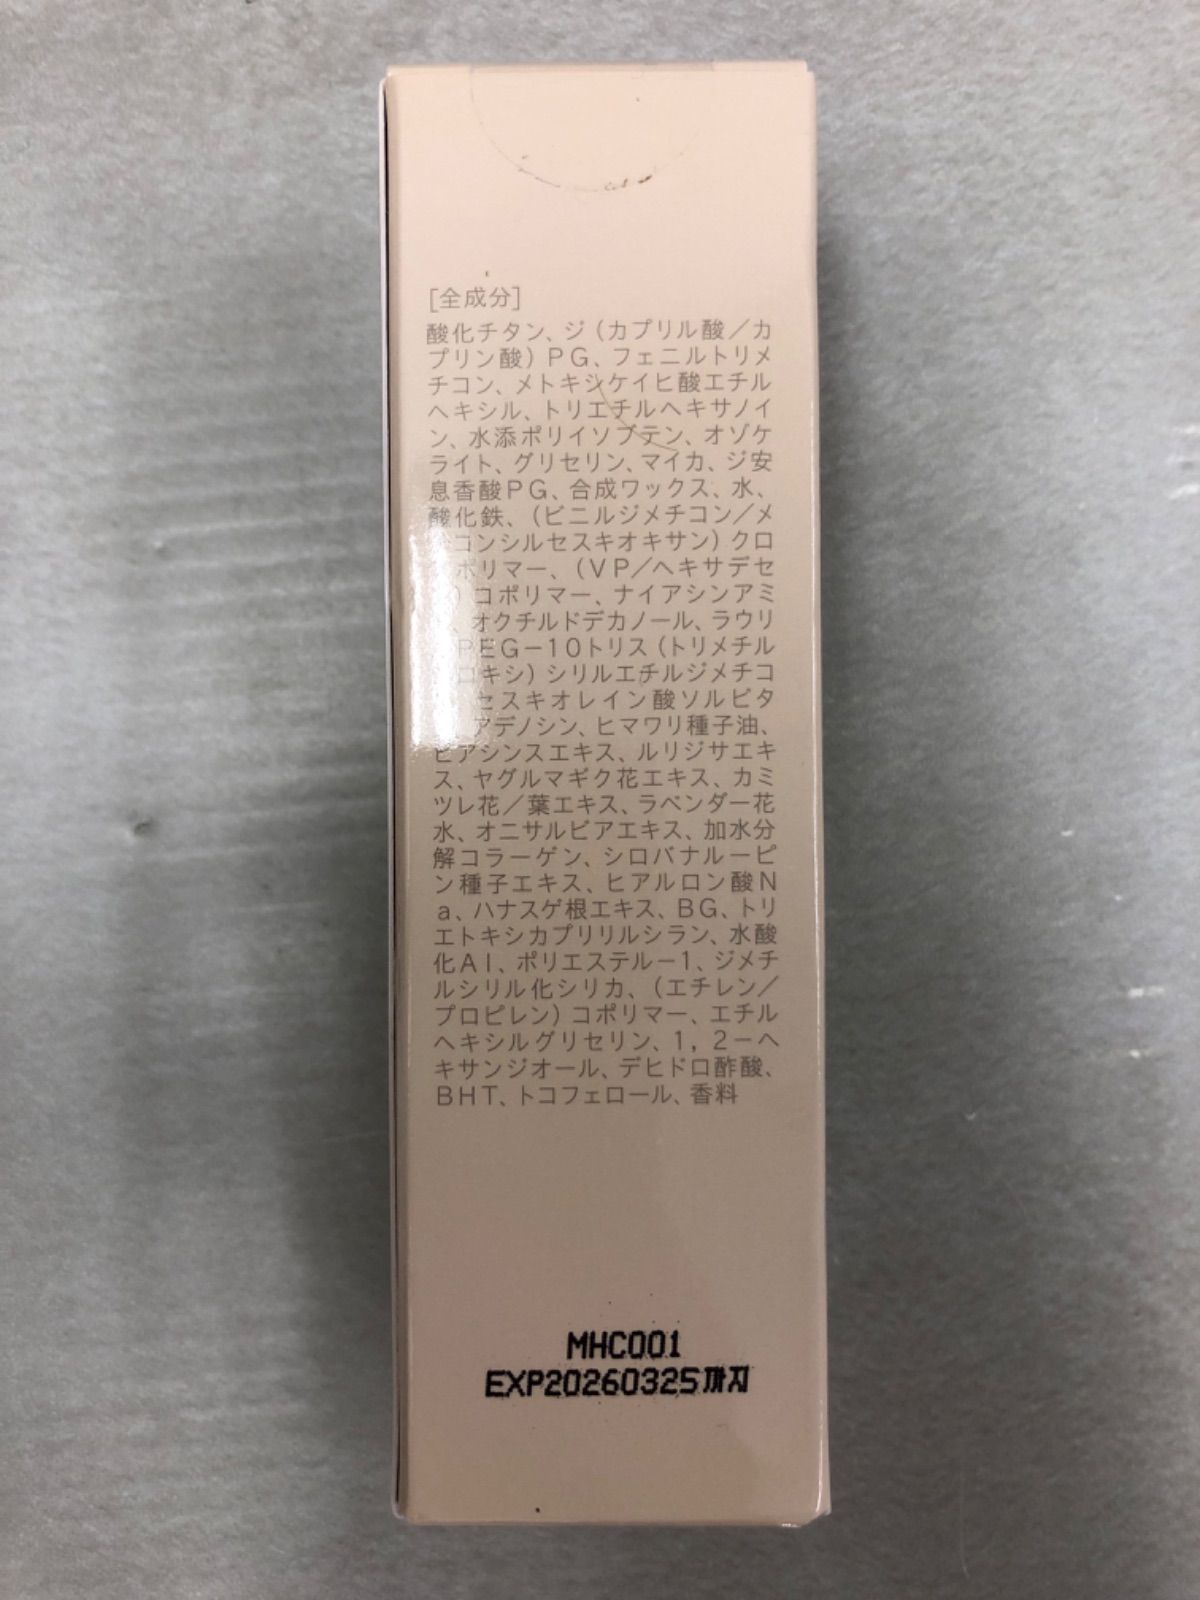 [全成分]
酸化チタン、ジ（カプリル酸／カ
プリン酸）PG、フェニルトリメ
チコン、メトキシケイヒ酸エチル
ヘキシル、トリエチルヘキサノイ
ン、水添ポリイソブテン、オゾケ
ライト、グリセリン、マイカ、ジ安
息香酸PG、合成ワックス、水、
酸化鉄、（ビニルジメチコン／メ
コンシルセスキオキサン）クロ
ポリマー、（VP／ヘキサデセ
）コポリマー、ナイアシンアミ
、オクチルドデカノール、ラウリ
PEG－10トリス（トリメチル
ロキシ）シリルエチルジメチコ
セスキオレイン酸ソルビタ
アデノシン、ヒマワリ種子油、
ヒアシンスエキス、ルリジサエキ
ス、ヤグルマギク花エキス、カミ
ツレ花／葉エキス、ラベンダー花
水、オニサルビアエキス、加水分
解コラーゲン、シロバナルーピ
ン種子エキス、ヒアルロン酸N
a、ハナスゲ根エキス、BG、トリ
エトキシカプリリルシラン、水酸
化Al、ポリエステル－1、ジメチ
ルシリル化シリカ、（エチレン／
プロピレン）コポリマー、エチル
ヘキシルグリセリン、1，2－ヘ
キサンジオール、デヒドロ酢酸、
BHT、トコフェロール、香料
MHC001
EXP20260325까지